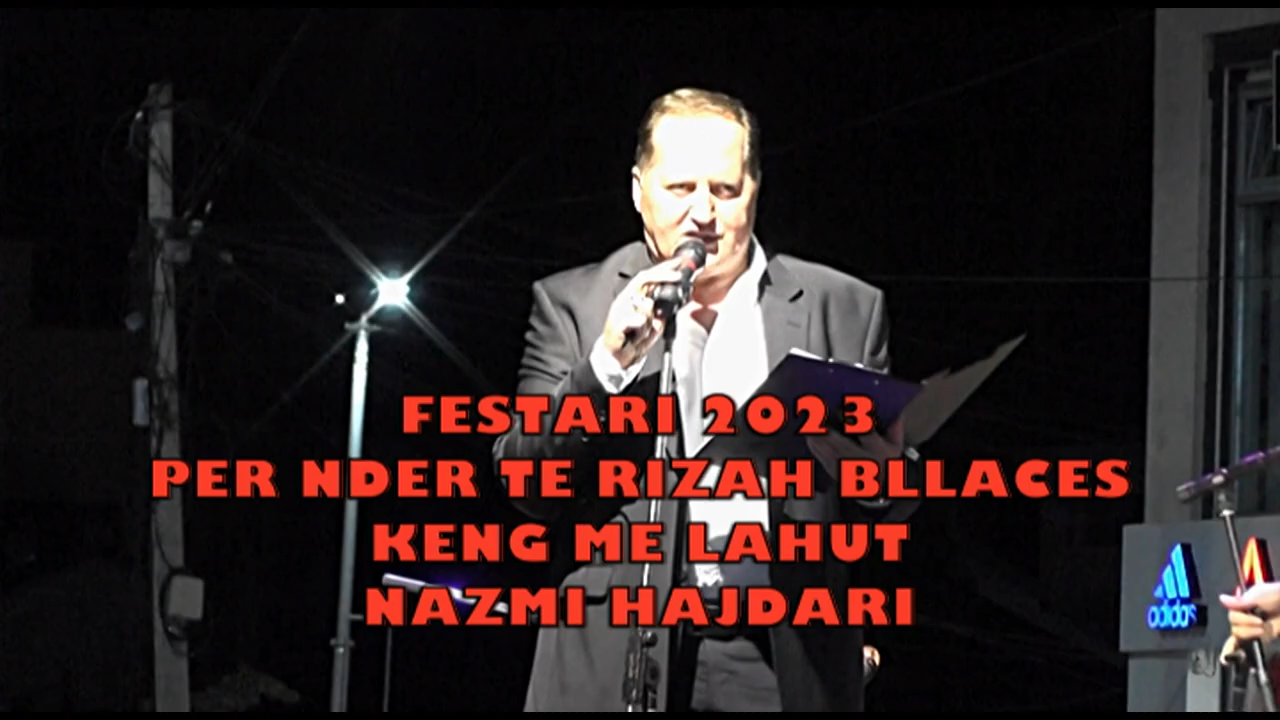 FESTARI 2023
PER NDER TE RIZAH BLLACES
KENG ME LAHUT
NAZMI HAJDARI
adidas